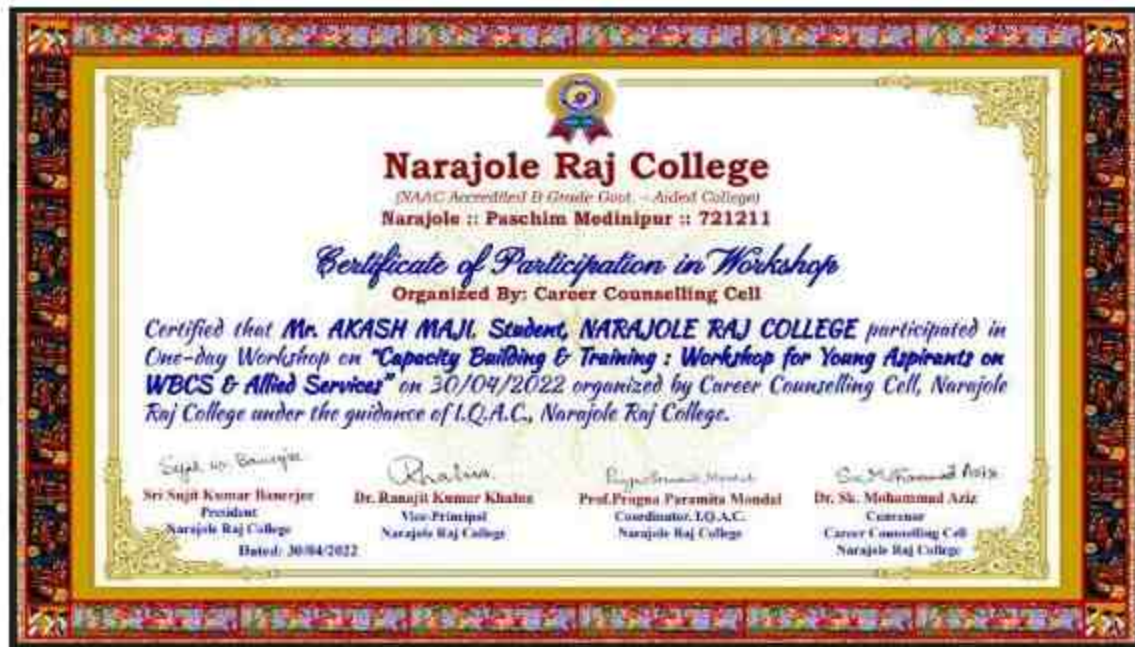 Narajole Raj College
(NAAC Accredited B Grade Govt. - Aided College)
Narajole :: Paschim Medinipur :: 721211
Certificate of Participation in Workshop
Organized By: Career Counselling Cell
Certified that Mr. AKASH MAJI. Student, NARAJOLE RAJ COLLEGE participated in
One-day Workshop on "Capacity Building & Training : Workshop for Young Aspirants on
WBCS & Allied Services" on 30/04/2022 organized by Career Counselling Cell, Narajole
Raj College under the guidance of I.Q.A.C., Narajole Raj College.
Sri Sujit Kumar Banerjee
President
Narajole Raj College
Dated: 30/04/2022
Dr. Ranajit Kumar Khalua
Vice-Principal
Narajole Raj College
Prof.Pragna Paramita Mondal
Coordinator, I.Q.A.C.
Narajole Raj College
Dr. Sk. Mohammad Aziz
Convenor
Career Counselling Cell
Narajole Raj College